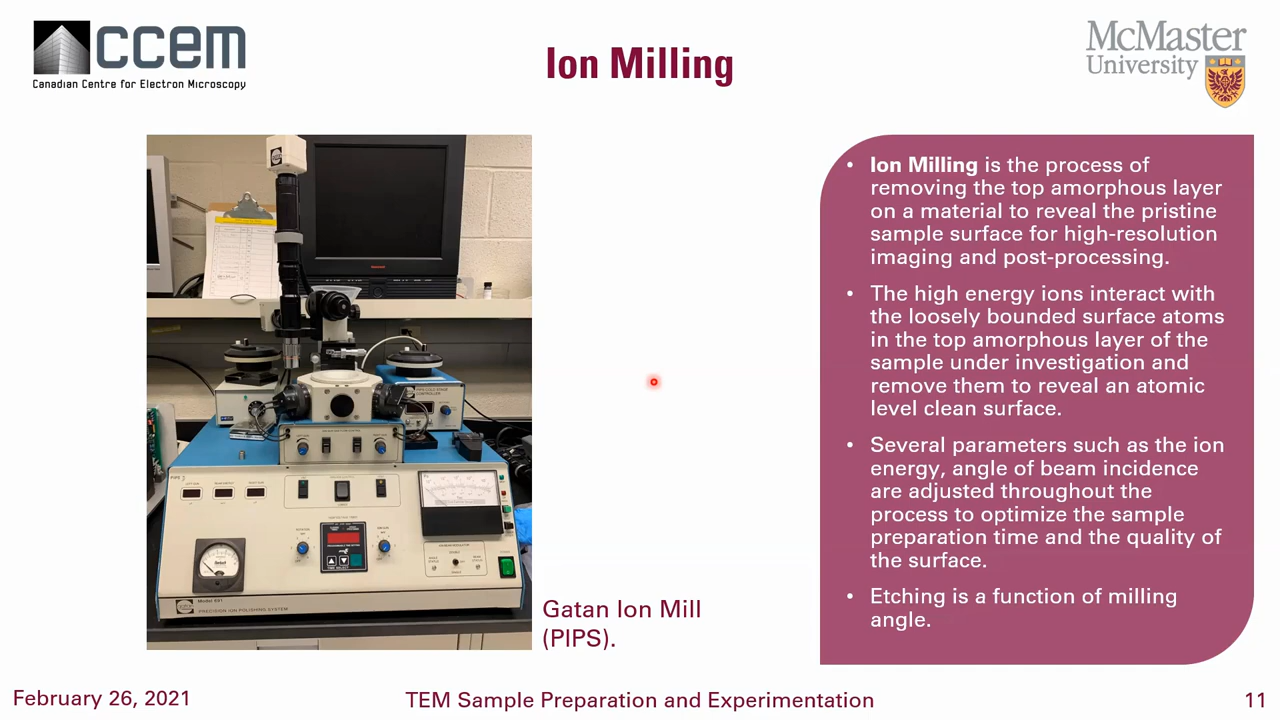 ccem
Canadian Centre for Electron Microscopy
Ion Milling
McMaster
University
• Ion Milling is the process of
removing the top amorphous layer
on a material to reveal the pristine
sample surface for high-resolution
imaging and post-processing.
• The high energy ions interact with
the loosely bounded surface atoms
in the top amorphous layer of the
sample under investigation and
remove them to reveal an atomic
level clean surface.
• Several parameters such as the ion
energy, angle of beam incidence
are adjusted throughout the
process to optimize the sample
preparation time and the quality of
the surface.
• Etching is a function of milling
angle.
Model 691
PRECISION ION POLISHING SYSTEM
Gatan Ion Mill
(PIPS).
February 26, 2021
TEM Sample Preparation and Experimentation
11